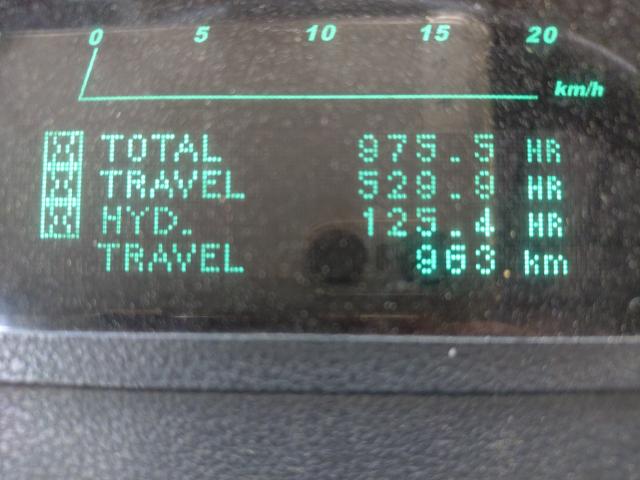 0 5 10 15 20
km/h
TOTAL 975.5 HR
TRAVEL 529.9 HR
HYD. 125.4 HR
TRAVEL 963 km